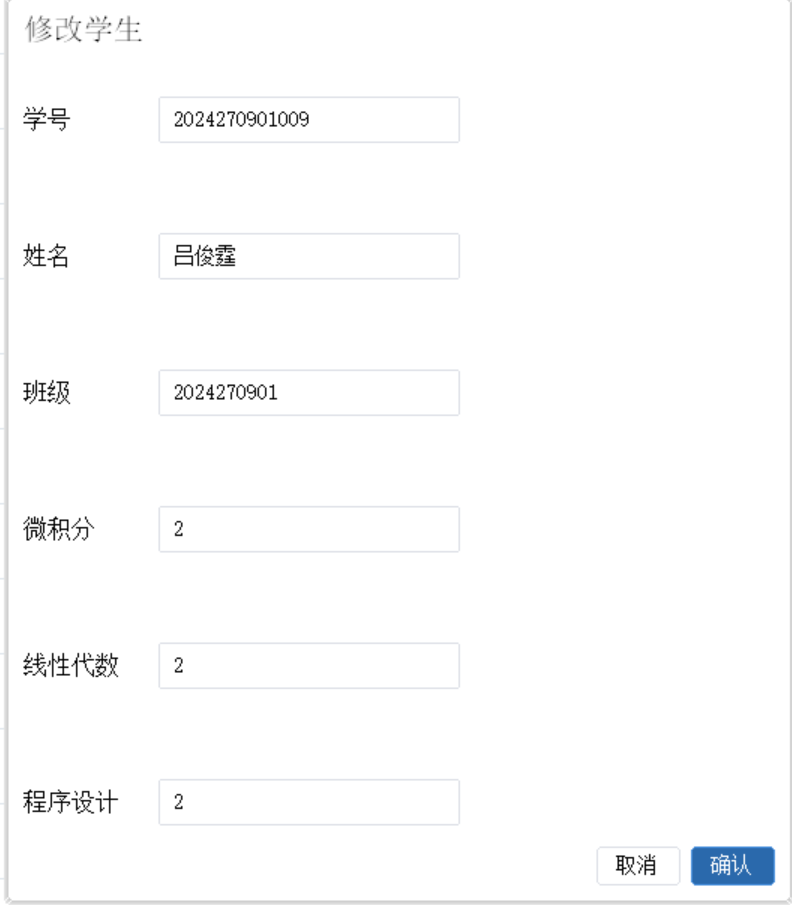 修改学生
学号 2024270901009
姓名 吕俊霆
班级 2024270901
微积分 2
线性代数 2
程序设计 2
取消 确认